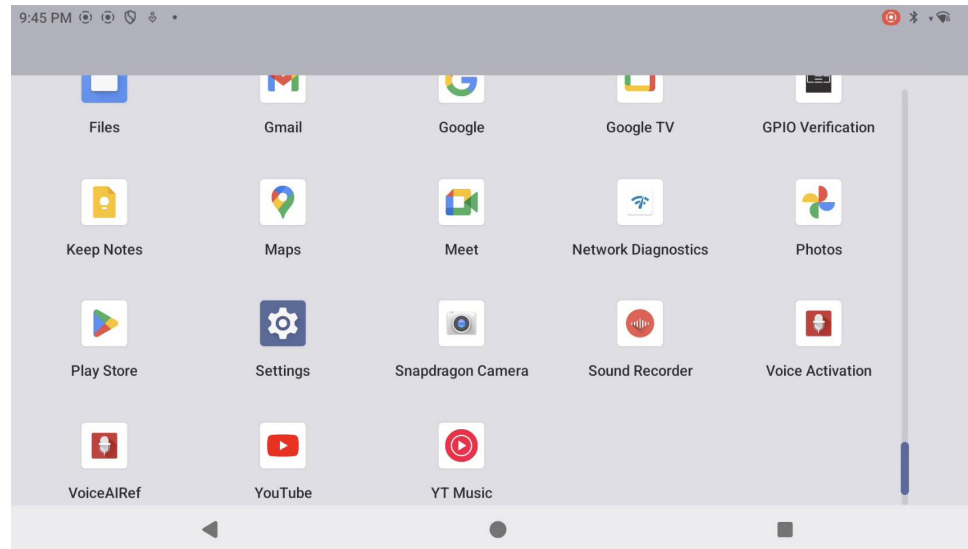 9:45 PM
Files Gmail Google Google TV GPIO Verification
Keep Notes Maps Meet Network Diagnostics Photos
Play Store Settings Snapdragon Camera Sound Recorder Voice Activation
VoiceAIRef YouTube YT Music